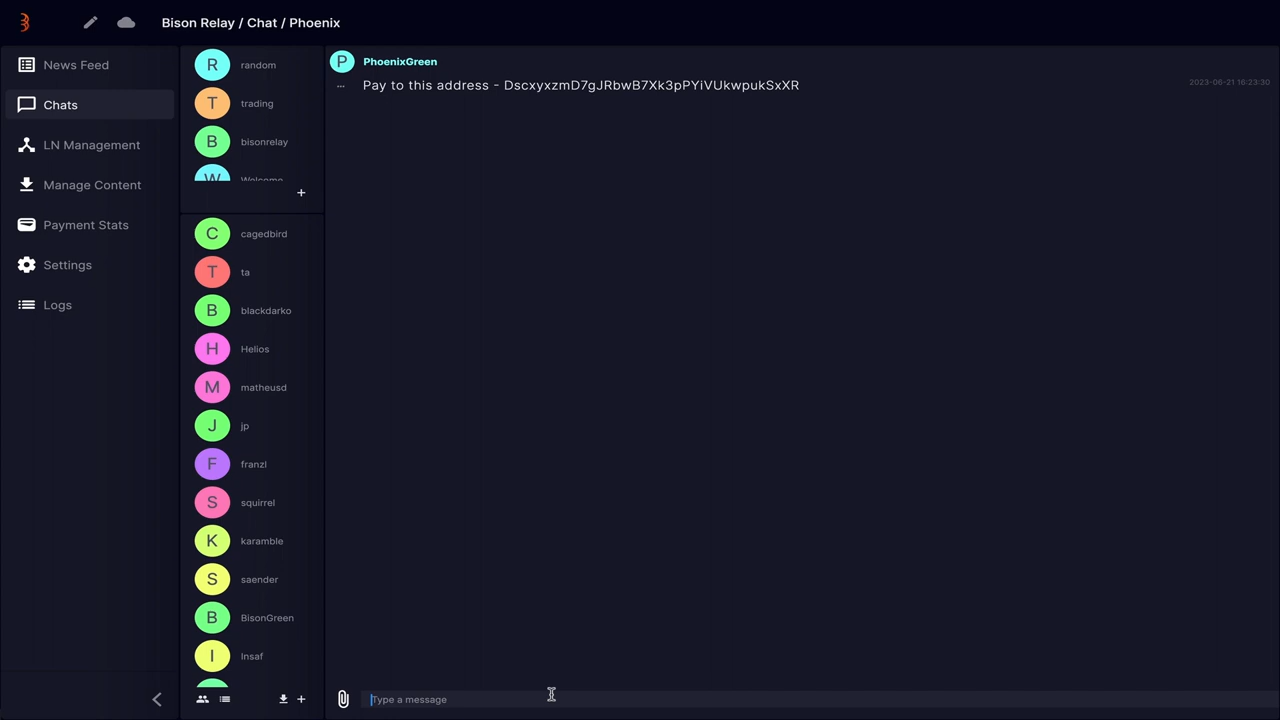 Bison Relay / Chat / Phoenix
News Feed
Chats
LN Management
Manage Content
Payment Stats
Settings
Logs
R random
T trading
B bisonrelay
W Welcome
+
C cagedbird
T ta
B blackdarko
H Helios
M matheusd
J jp
F franzl
S squirrel
K karamble
S saender
B BisonGreen
I Insaf
+
P PhoenixGreen
... Pay to this address - DscxyxzmD7gJRbwB7Xk3pPYiVUkwpukSxXR
2023-06-21 16:23:30
Type a message